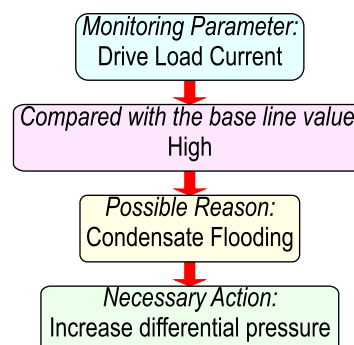 Monitoring Parameter:
Drive Load Current
Compared with the base line value
High
Possible Reason:
Condensate Flooding
Necessary Action:
Increase differential pressure